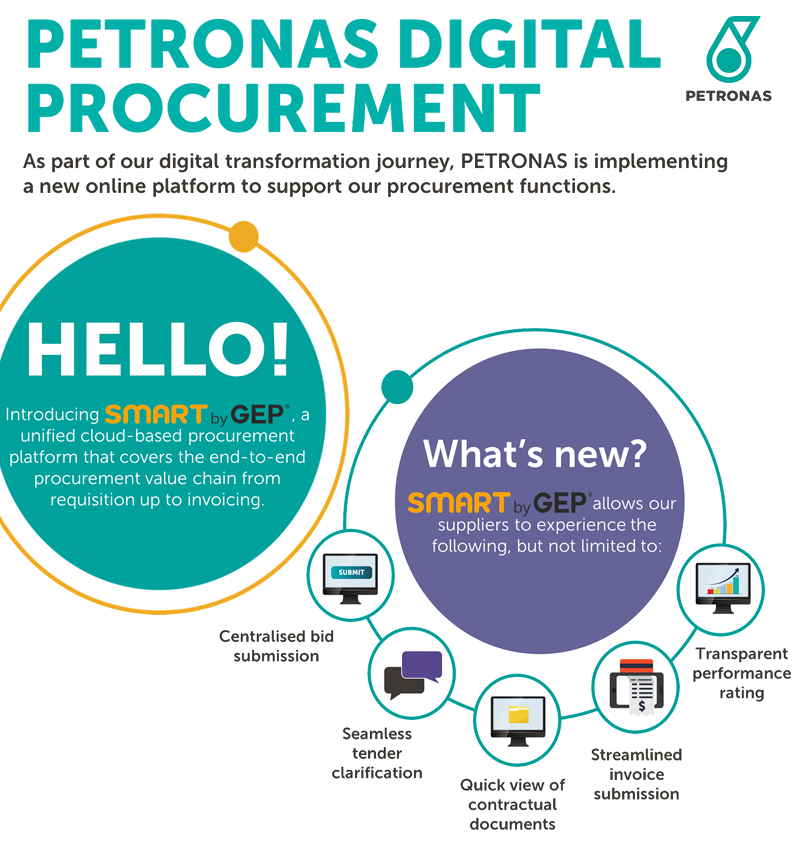 PETRONAS DIGITAL
PROCUREMENT
PETRONAS
As part of our digital transformation journey, PETRONAS is implementing
a new online platform to support our procurement functions.
HELLO!
Introducing SMART by GEP®, a
unified cloud-based procurement
platform that covers the end-to-end
procurement value chain from
requisition up to invoicing.
What's new?
SMART by GEP® allows our
suppliers to experience the
following, but not limited to:
SUBMIT
Centralised bid
submission
Seamless
tender
clarification
Quick view of
contractual
documents
$
Streamlined
invoice
submission
Transparent
performance
rating